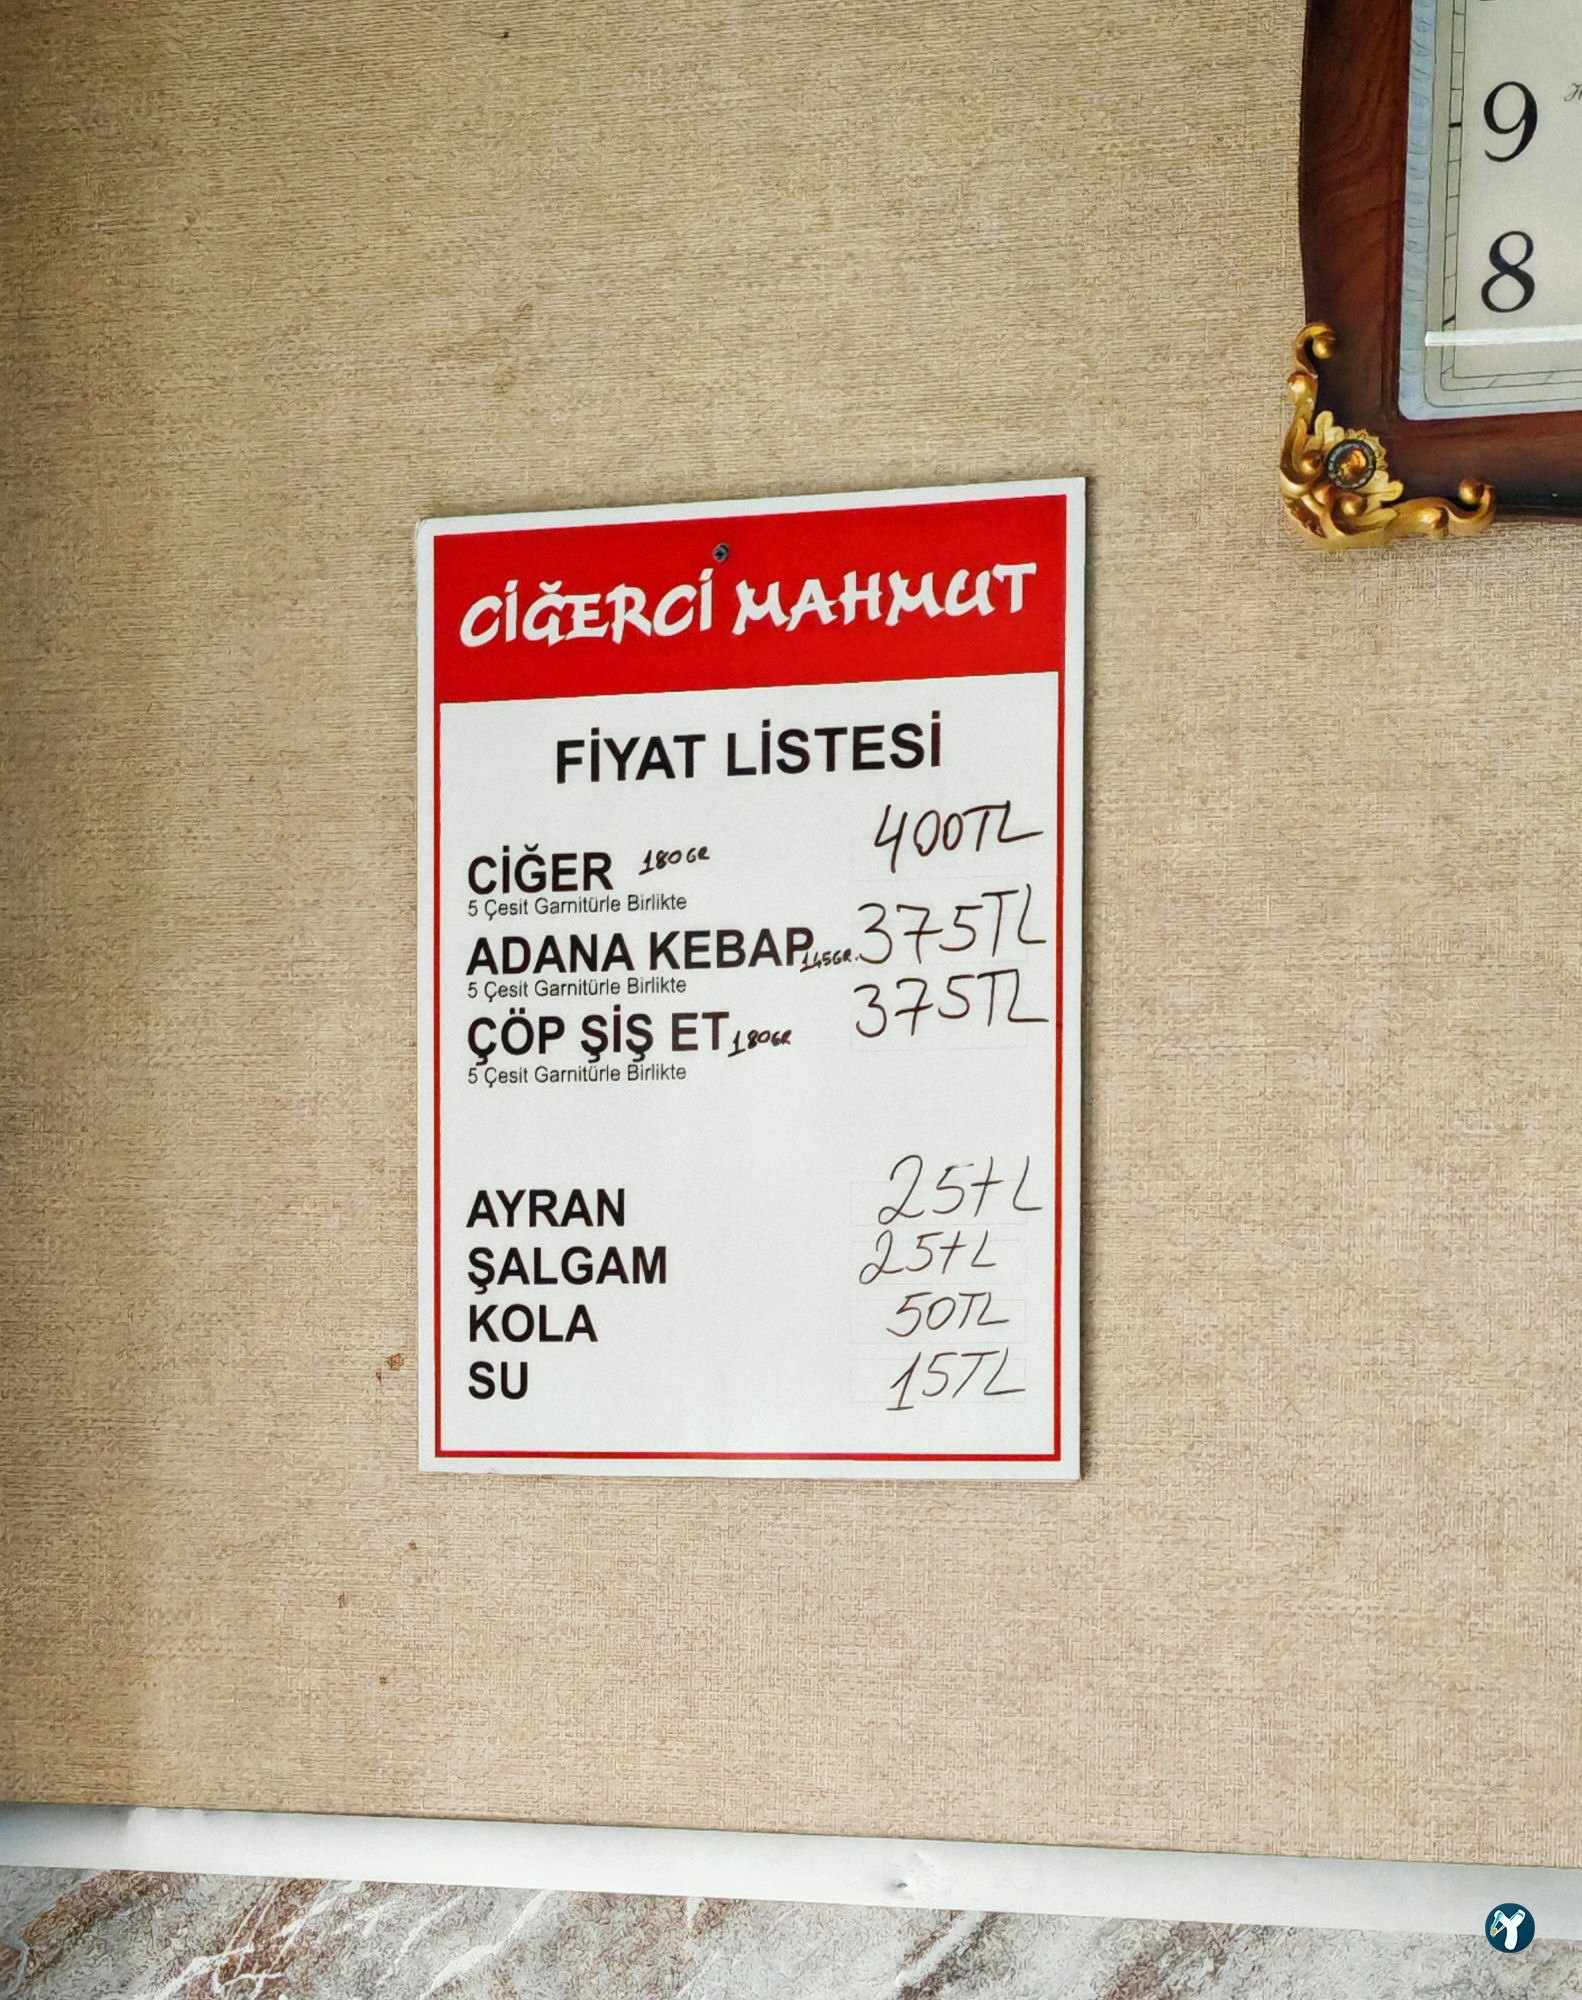 9
8
CİĞERCİ MAHMUT
FİYAT LİSTESİ
CİĞER 180GR 400TL
5 Çesit Garnitürle Birlikte
ADANA KEBAP 145GR. 375TL
5 Çesit Garnitürle Birlikte
ÇÖP ŞİŞ ET 180GR 375TL
5 Çesit Garnitürle Birlikte
AYRAN 25TL
ŞALGAM 25TL
KOLA 50TL
SU 15TL